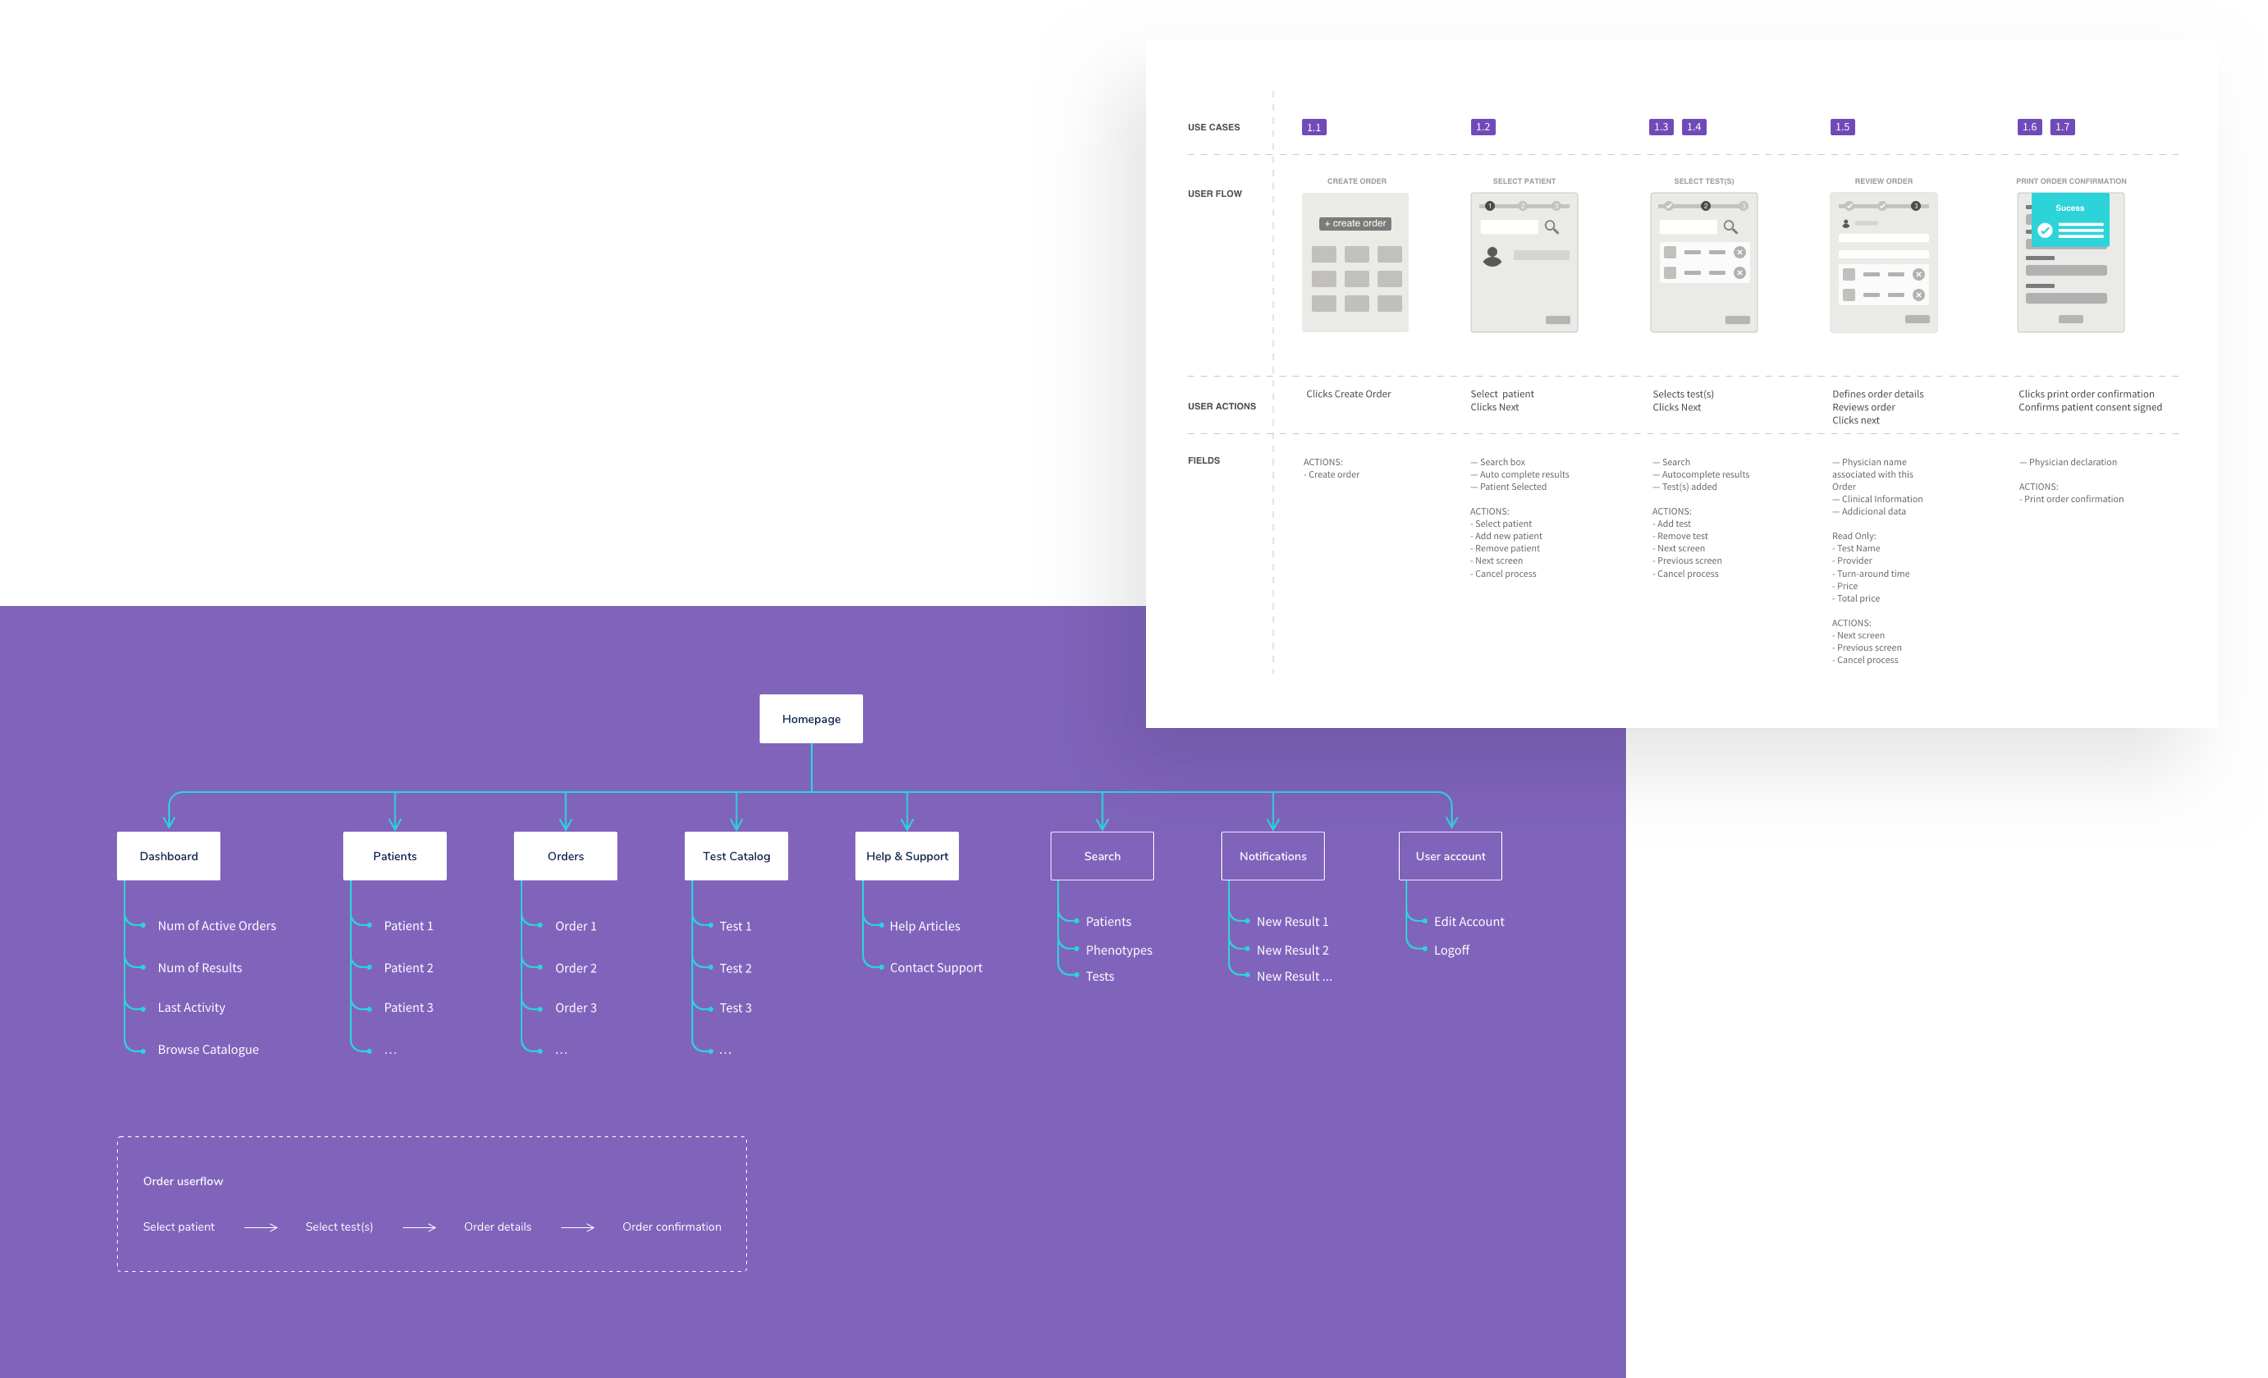 USE CASES
1.1
1.2
1.3 1.4
1.5
1.6 1.7
USER FLOW
CREATE ORDER
SELECT PATIENT
SELECT TEST(S)
REVIEW ORDER
PRINT ORDER CONFIRMATION
+ create order
1 2 3
2 3
3
Sucess
USER ACTIONS
Clicks Create Order
Select patient
Clicks Next
Selects test(s)
Clicks Next
Defines order details
Reviews order
Clicks next
Clicks print order confirmation
Confirms patient consent signed
FIELDS
ACTIONS:
- Create order
— Search box
— Auto complete results
— Patient Selected
ACTIONS:
- Select patient
- Add new patient
- Remove patient
- Next screen
- Cancel process
— Search
— Autocomplete results
— Test(s) added
ACTIONS:
- Add test
- Remove test
- Next screen
- Previous screen
- Cancel process
— Physician name
associated with this
Order
— Clinical Information
— Addicional data
Read Only:
- Test Name
- Provider
- Turn-around time
- Price
- Total price
ACTIONS:
- Next screen
- Previous screen
- Cancel process
— Physician declaration
ACTIONS:
- Print order confirmation
Homepage
Dashboard
Num of Active Orders
Num of Results
Last Activity
Browse Catalogue
Patients
Patient 1
Patient 2
Patient 3
...
Orders
Order 1
Order 2
Order 3
...
Test Catalog
Test 1
Test 2
Test 3
...
Help & Support
Help Articles
Contact Support
Search
Patients
Phenotypes
Tests
Notifications
New Result 1
New Result 2
New Result ...
User account
Edit Account
Logoff
Order userflow
Select patient
Select test(s)
Order details
Order confirmation